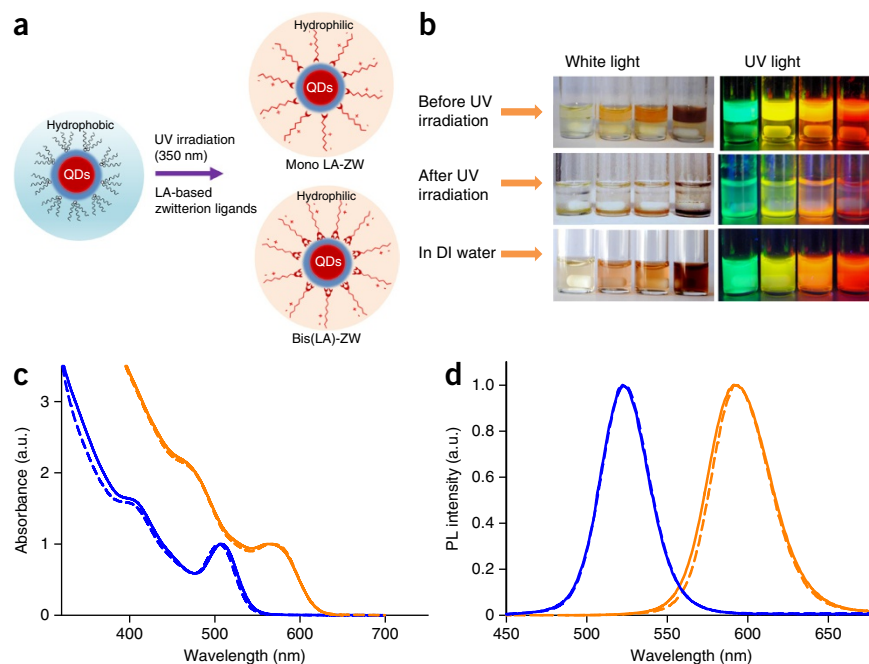 a
Hydrophobic
QDs
UV irradiation
(350 nm)
LA-based
zwitterion ligands
Hydrophilic
QDs
Mono LA-ZW
Hydrophilic
QDs
Bis(LA)-ZW
b
White light
UV light
Before UV
irradiation
After UV
irradiation
In DI water
c
Absorbance (a.u.)
3
2
1
0
400
500
600
700
Wavelength (nm)
d
PL intensity (a.u.)
1.0
0.8
0.6
0.4
0.2
0
450
500
550
600
650
Wavelength (nm)